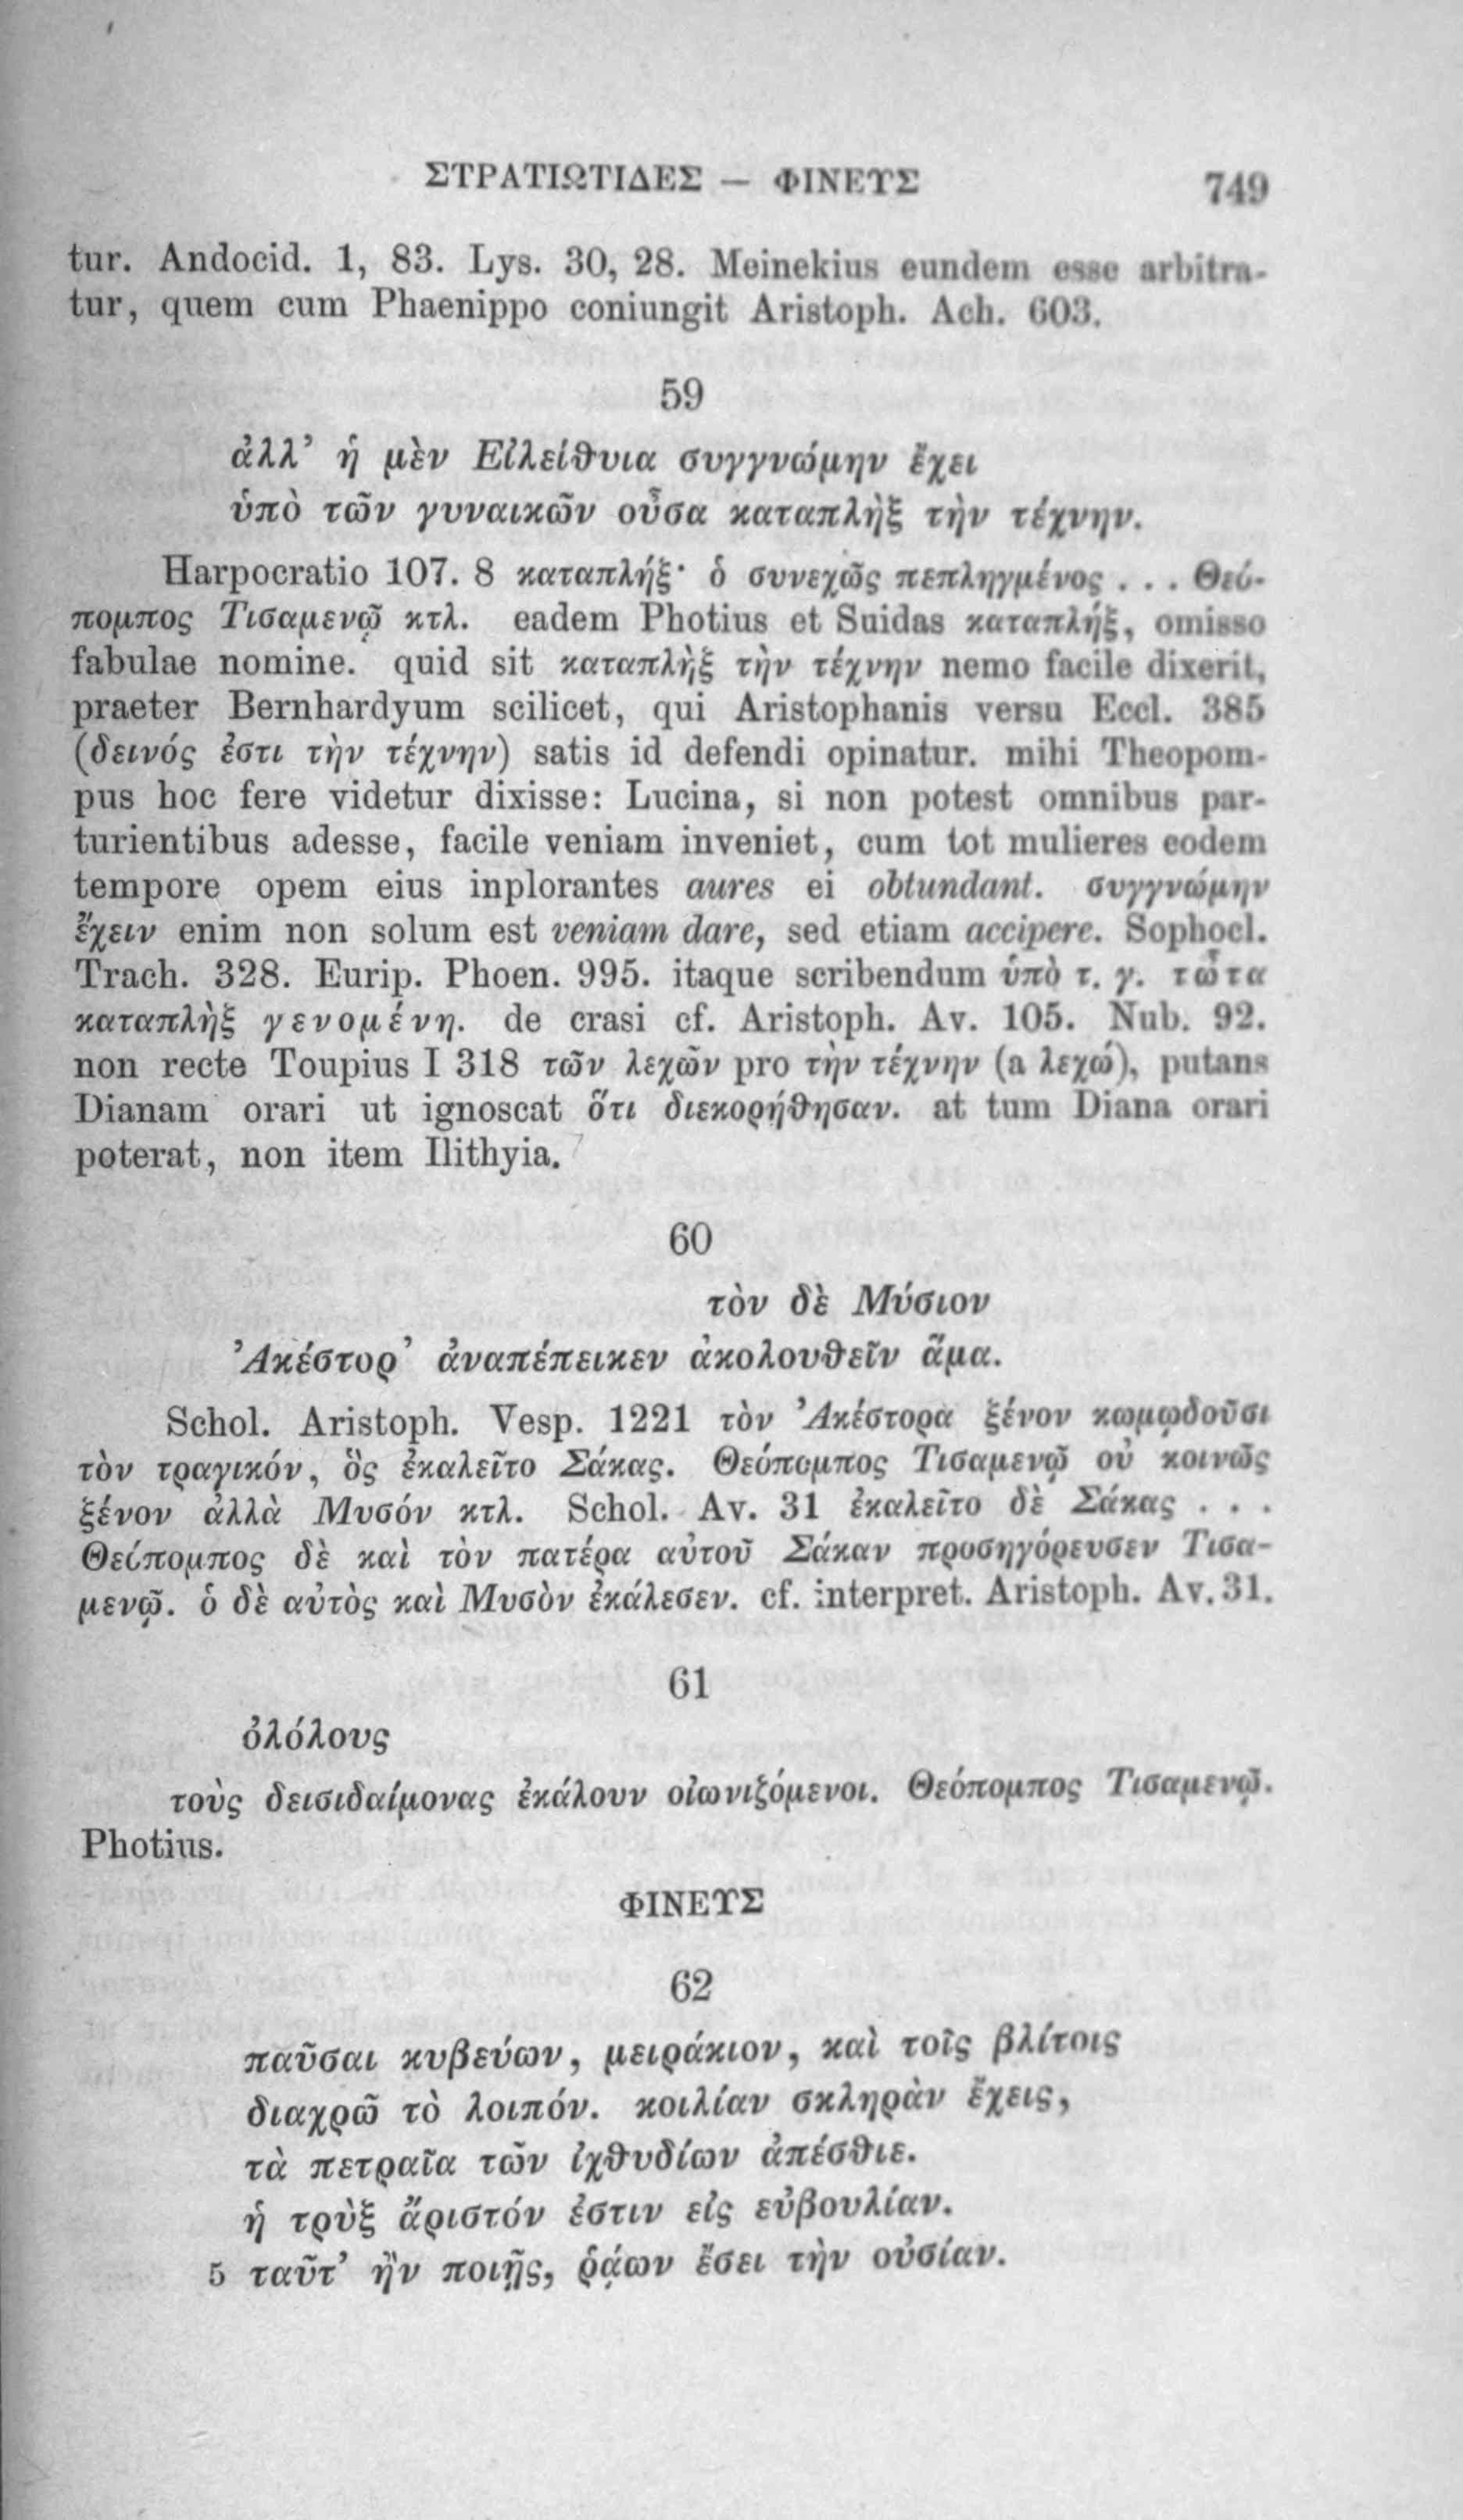 ΣΤΡΑΤΙΩΤΙΔΕΣ — ΦΙΝΕΥΣ 749
tur. Andocid. 1, 83. Lys. 30, 28. Meinekius eundem esse arbitra-
tur, quem cum Phaenippo coniungit Aristoph. Ach. 603.
59
ἀλλ’ ἡ μὲν Εἰλείθυια συγγνώμην ἔχει
ὑπὸ τῶν γυναικῶν οὖσα καταπλὴξ τὴν τέχνην.
Harpocratio 107. 8 καταπλήξ· ὁ συνεχῶς πεπληγμένος . . . Θεό-
πομπος Τισαμενῷ κτλ. eadem Photius et Suidas καταπλήξ, omisso
fabulae nomine. quid sit καταπλὴξ τὴν τέχνην nemo facile dixerit,
praeter Bernhardyum scilicet, qui Aristophanis versu Eccl. 385
(δεινός ἐστι τὴν τέχνην) satis id defendi opinatur. mihi Theopom-
pus hoc fere videtur dixisse: Lucina, si non potest omnibus par-
turientibus adesse, facile veniam inveniet, cum tot mulieres eodem
tempore opem eius inplorantes aures ei obtundant. συγγνώμην
ἔχειν enim non solum est veniam dare, sed etiam accipere. Sophocl.
Trach. 328. Eurip. Phoen. 995. itaque scribendum ὑπὸ τ. γ. τὦτα
καταπλὴξ γενομένη. de crasi cf. Aristoph. Av. 105. Nub. 92.
non recte Toupius I 318 τῶν λεχῶν pro τὴν τέχνην (a λεχώ), putans
Dianam orari ut ignoscat ὅτι διεκορήθησαν. at tum Diana orari
poterat, non item Ilithyia.
60
τὸν δὲ Μύσιον
Ἀκέστορ’ ἀναπέπεικεν ἀκολουθεῖν ἅμα.
Schol. Aristoph. Vesp. 1221 τὸν Ἀκέστορα ξένον κωμῳδοῦσι
τὸν τραγικόν, ὃς ἐκαλεῖτο Σάκας. Θεόπομπος Τισαμενῷ οὐ κοινῶς
ξένον ἀλλὰ Μυσόν κτλ. Schol. Av. 31 ἐκαλεῖτο δὲ Σάκας . . .
Θεόπομπος δὲ καὶ τὸν πατέρα αὐτοῦ Σάκαν προσηγόρευσεν Τισα-
μενῷ. ὁ δὲ αὐτὸς καὶ Μυσὸν ἐκάλεσεν. cf. interpret. Aristoph. Av. 31.
61
ὀλόλους
τοὺς δεισιδαίμονας ἐκάλουν οἰωνιζόμενοι. Θεόπομπος Τισαμενῷ.
Photius.
ΦΙΝΕΥΣ
62
παῦσαι κυβεύων, μειράκιον, καὶ τοῖς βλίτοις
διαχρῶ τὸ λοιπόν. κοιλίαν σκληρὰν ἔχεις,
τὰ πετραῖα τῶν ἰχθυδίων ἀπέσθιε.
ἡ τρὺξ ἄριστόν ἐστιν εἰς εὐβουλίαν.
5 ταῦτ’ ἢν ποιῇς, ῥᾴων ἔσει τὴν οὐσίαν.